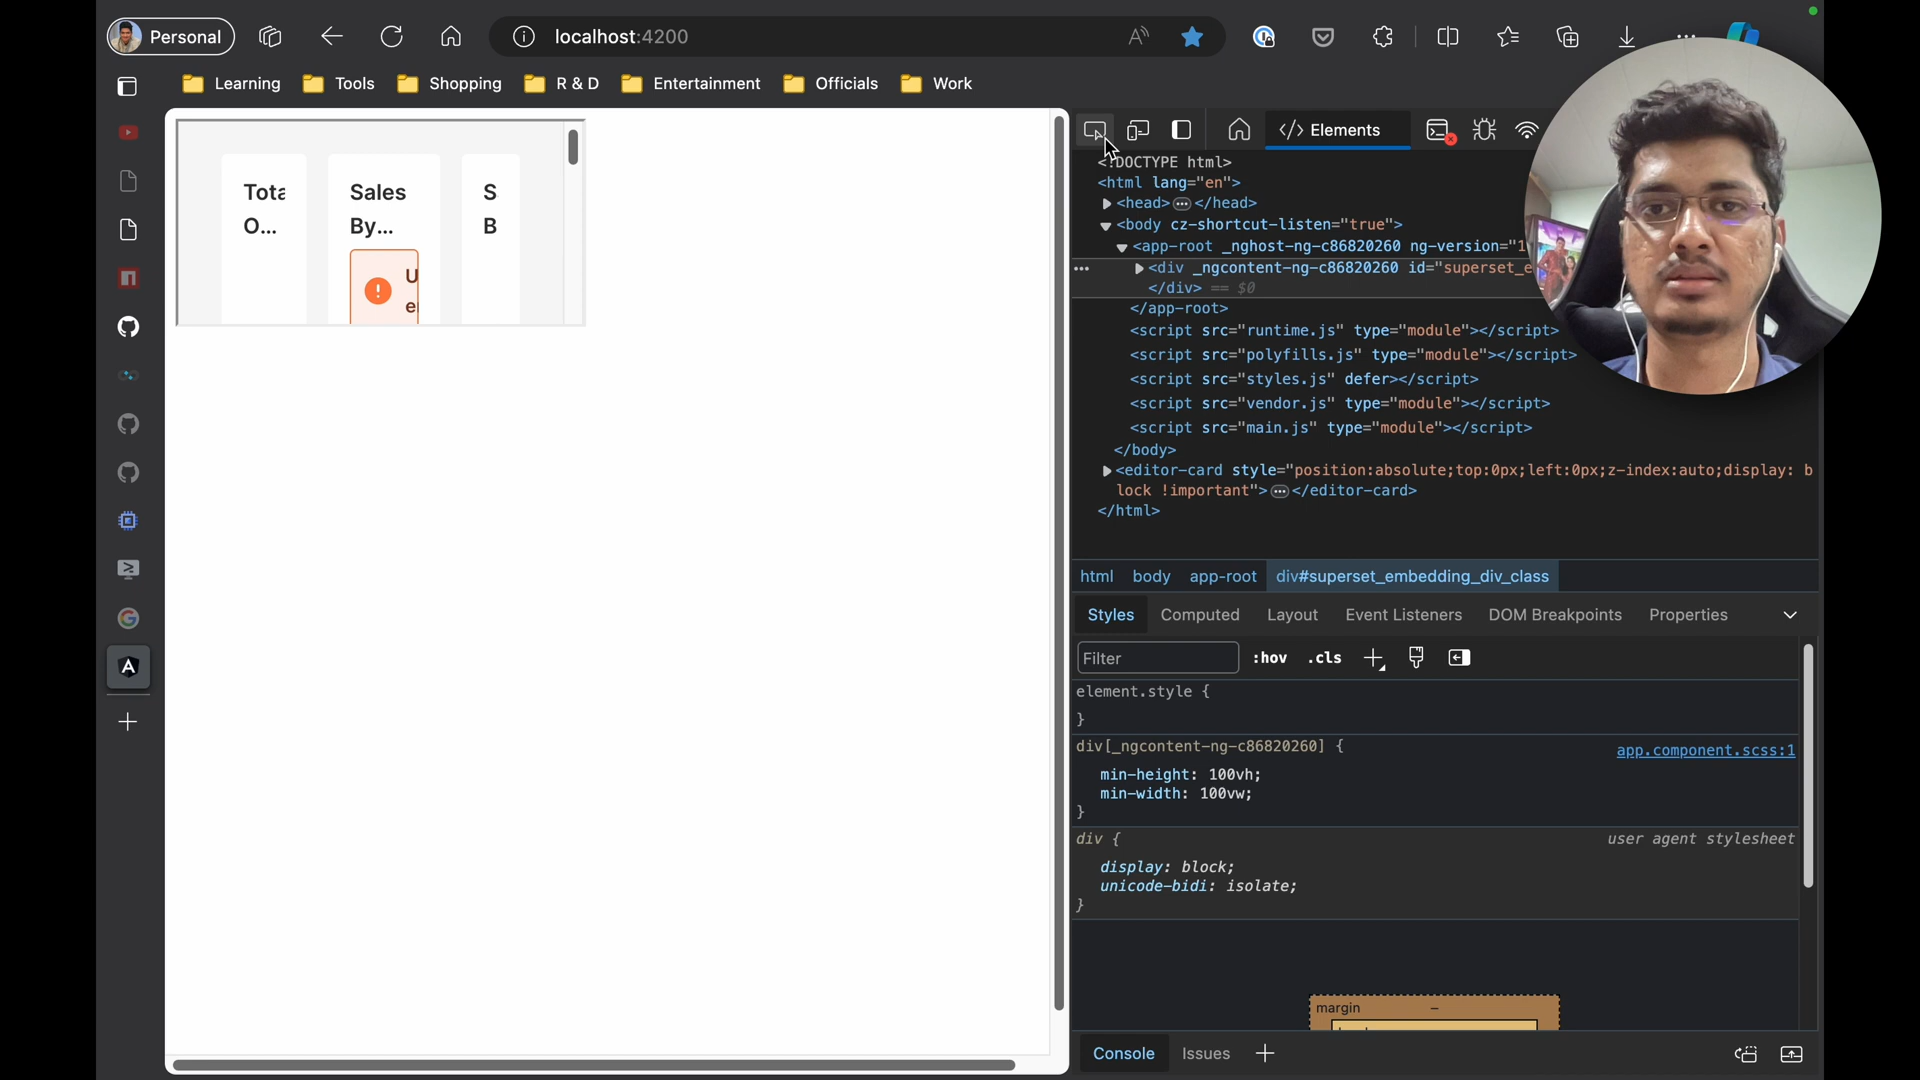 Personal
localhost:4200
Learning
Tools
Shopping
R & D
Entertainment
Officials
Work
Tota
O...
Sales
By...
S
B
U
e
</> Elements
<!DOCTYPE html>
<html lang="en">
<head> ... </head>
<body cz-shortcut-listen="true">
<app-root _nghost-ng-c86820260 ng-version="1
<div _ngcontent-ng-c86820260 id="superset_e
</div> == $0
</app-root>
<script src="runtime.js" type="module"></script>
<script src="polyfills.js" type="module"></script>
<script src="styles.js" defer></script>
<script src="vendor.js" type="module"></script>
<script src="main.js" type="module"></script>
</body>
<editor-card style="position:absolute;top:0px;left:0px;z-index:auto;display: b
lock !important"> ... </editor-card>
</html>
html body app-root div#superset_embedding_div_class
Styles Computed Layout Event Listeners DOM Breakpoints Properties
Filter :hov .cls
element.style {
}
div[_ngcontent-ng-c86820260] { app.component.scss:1
min-height: 100vh;
min-width: 100vw;
}
div { user agent stylesheet
display: block;
unicode-bidi: isolate;
}
margin –
Console Issues